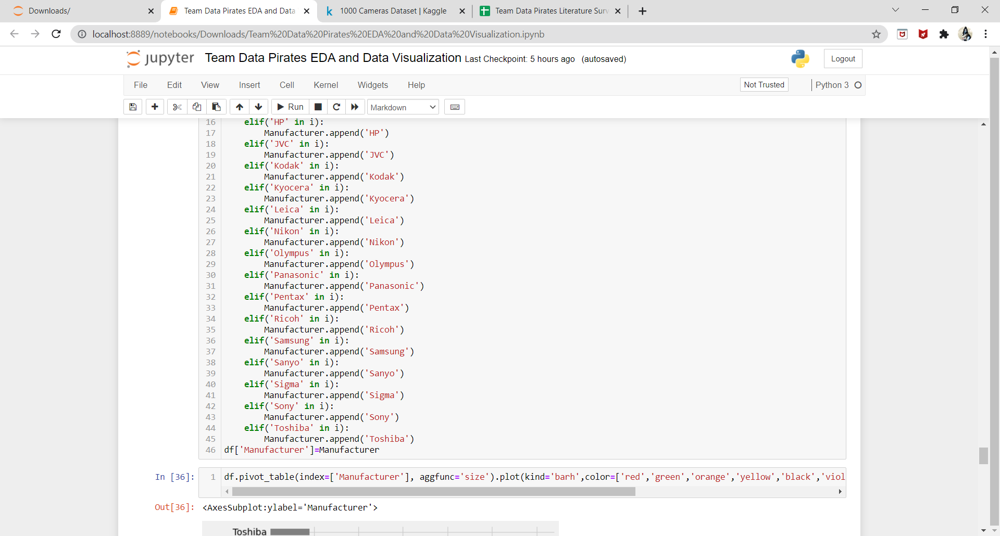 Downloads/
Team Data Pirates EDA and Data
1000 Cameras Dataset | Kaggle
Team Data Pirates Literature Surv
localhost:8889/notebooks/Downloads/Team%20Data%20Pirates%20EDA%20and%20Data%20Visualization.ipynb
jupyter Team Data Pirates EDA and Data Visualization Last Checkpoint: 5 hours ago (autosaved)
Logout
File Edit View Insert Cell Kernel Widgets Help
Not Trusted
Python 3
Run
Markdown
16     elif('HP' in i):
17         Manufacturer.append('HP')
18     elif('JVC' in i):
19         Manufacturer.append('JVC')
20     elif('Kodak' in i):
21         Manufacturer.append('Kodak')
22     elif('Kyocera' in i):
23         Manufacturer.append('Kyocera')
24     elif('Leica' in i):
25         Manufacturer.append('Leica')
26     elif('Nikon' in i):
27         Manufacturer.append('Nikon')
28     elif('Olympus' in i):
29         Manufacturer.append('Olympus')
30     elif('Panasonic' in i):
31         Manufacturer.append('Panasonic')
32     elif('Pentax' in i):
33         Manufacturer.append('Pentax')
34     elif('Ricoh' in i):
35         Manufacturer.append('Ricoh')
36     elif('Samsung' in i):
37         Manufacturer.append('Samsung')
38     elif('Sanyo' in i):
39         Manufacturer.append('Sanyo')
40     elif('Sigma' in i):
41         Manufacturer.append('Sigma')
42     elif('Sony' in i):
43         Manufacturer.append('Sony')
44     elif('Toshiba' in i):
45         Manufacturer.append('Toshiba')
46 df['Manufacturer']=Manufacturer
In [36]: 1 df.pivot_table(index=['Manufacturer'], aggfunc='size').plot(kind='barh',color=['red','green','orange','yellow','black','viol
Out[36]: <AxesSubplot:ylabel='Manufacturer'>
Toshiba